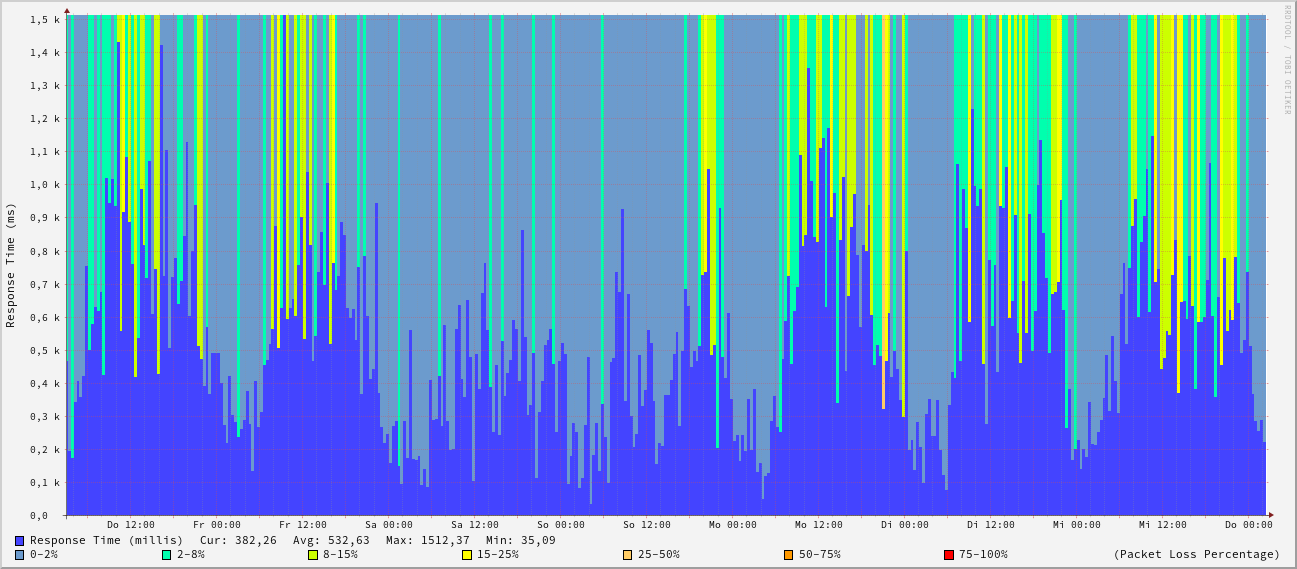 RRDTOOL / TOBI OETIKER
Response Time (ms)
1,5 k
1,4 k
1,3 k
1,2 k
1,1 k
1,0 k
0,9 k
0,8 k
0,7 k
0,6 k
0,5 k
0,4 k
0,3 k
0,2 k
0,1 k
0,0
Do 12:00 Fr 00:00 Fr 12:00 Sa 00:00 Sa 12:00 So 00:00 So 12:00 Mo 00:00 Mo 12:00 Di 00:00 Di 12:00 Mi 00:00 Mi 12:00 Do 00:00
Response Time (millis) Cur: 382,26 Avg: 532,63 Max: 1512,37 Min: 35,09
0-2% 2-8% 8-15% 15-25% 25-50% 50-75% 75-100% (Packet Loss Percentage)